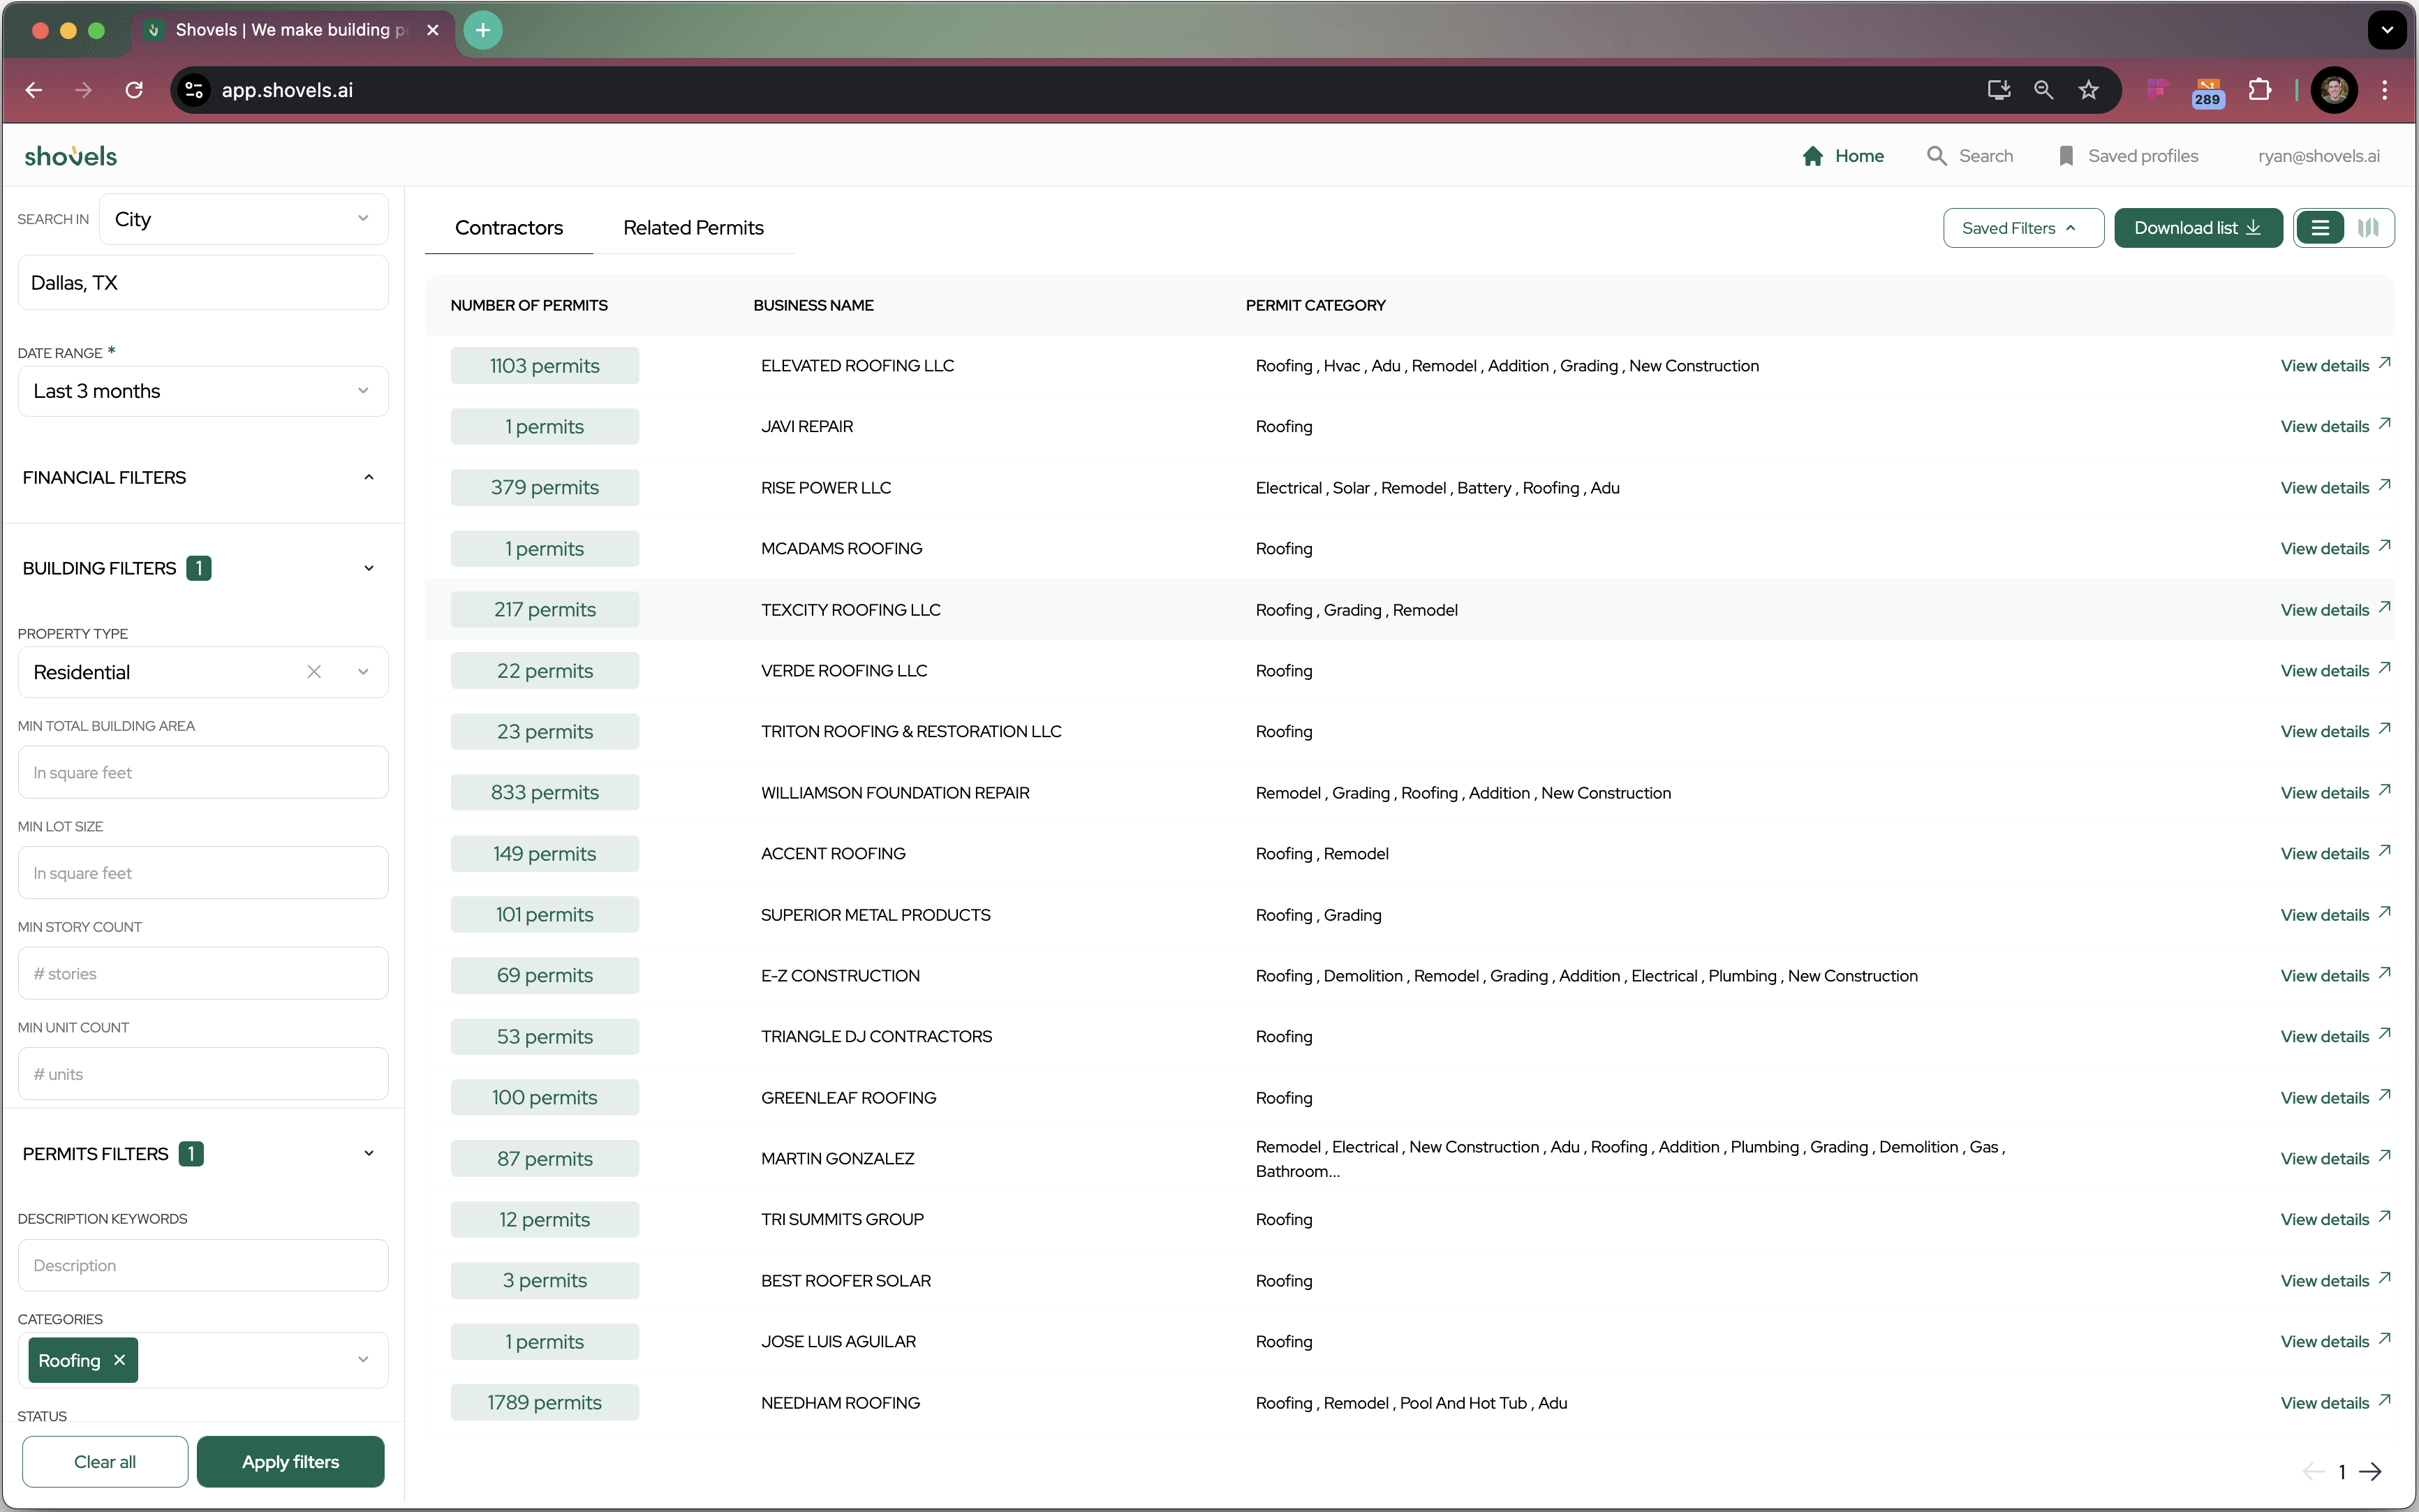 Shovels | We make building p
app.shovels.ai
289
shovels
Home
Search
Saved profiles
ryan@shovels.ai
SEARCH IN
City
Dallas, TX
DATE RANGE *
Last 3 months
FINANCIAL FILTERS
BUILDING FILTERS 1
PROPERTY TYPE
Residential
MIN TOTAL BUILDING AREA
In square feet
MIN LOT SIZE
In square feet
MIN STORY COUNT
# stories
MIN UNIT COUNT
# units
PERMITS FILTERS 1
DESCRIPTION KEYWORDS
Description
CATEGORIES
Roofing
STATUS
Clear all
Apply filters
Contractors
Related Permits
Saved Filters
Download list
NUMBER OF PERMITS BUSINESS NAME PERMIT CATEGORY
1103 permits ELEVATED ROOFING LLC Roofing , Hvac , Adu , Remodel , Addition , Grading , New Construction View details
1 permits JAVI REPAIR Roofing View details
379 permits RISE POWER LLC Electrical , Solar , Remodel , Battery , Roofing , Adu View details
1 permits MCADAMS ROOFING Roofing View details
217 permits TEXCITY ROOFING LLC Roofing , Grading , Remodel View details
22 permits VERDE ROOFING LLC Roofing View details
23 permits TRITON ROOFING & RESTORATION LLC Roofing View details
833 permits WILLIAMSON FOUNDATION REPAIR Remodel , Grading , Roofing , Addition , New Construction View details
149 permits ACCENT ROOFING Roofing , Remodel View details
101 permits SUPERIOR METAL PRODUCTS Roofing , Grading View details
69 permits E-Z CONSTRUCTION Roofing , Demolition , Remodel , Grading , Addition , Electrical , Plumbing , New Construction View details
53 permits TRIANGLE DJ CONTRACTORS Roofing View details
100 permits GREENLEAF ROOFING Roofing View details
87 permits MARTIN GONZALEZ Remodel , Electrical , New Construction , Adu , Roofing , Addition , Plumbing , Grading , Demolition , Gas , View details
Bathroom...
12 permits TRI SUMMITS GROUP Roofing View details
3 permits BEST ROOFER SOLAR Roofing View details
1 permits JOSE LUIS AGUILAR Roofing View details
1789 permits NEEDHAM ROOFING Roofing , Remodel , Pool And Hot Tub , Adu View details
1